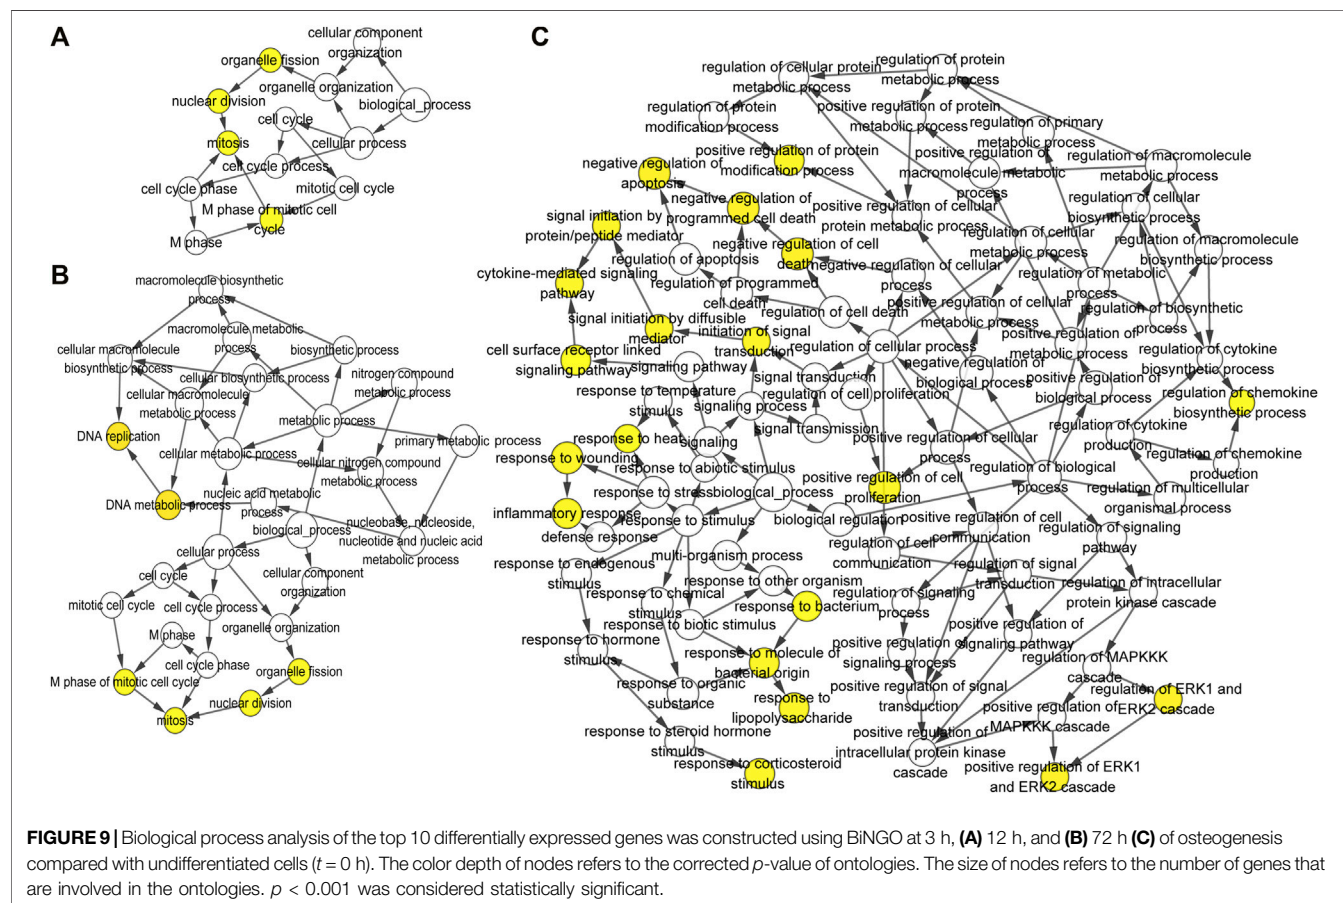 A
cellular component
organization
organelle fission
organelle organization
nuclear division
biological_process
cell cycle
mitosis
cellular process
cell cycle process
cell cycle phase
mitotic cell cycle
M phase of mitotic cell
cycle
M phase
B
macromolecule biosynthetic
process
macromolecule metabolic
process
cellular macromolecule
biosynthetic process
biosynthetic process
cellular biosynthetic process
nitrogen compound
metabolic process
cellular macromolecule
metabolic process
metabolic process
DNA replication
primary metabolic process
cellular metabolic process
cellular nitrogen compound
metabolic process
nucleic acid metabolic
process
DNA metabolic process
biological_process
nucleobase, nucleoside,
nucleotide and nucleic acid
metabolic process
cellular process
cell cycle
cellular component
organization
mitotic cell cycle
cell cycle process
organelle organization
M phase
cell cycle phase
organelle fission
M phase of mitotic cell cycle
nuclear division
mitosis
C
regulation of cellular protein
metabolic process
regulation of protein
metabolic process
regulation of protein
modification process
positive regulation of protein
metabolic process
regulation of primary
metabolic process
positive regulation of protein
modification process
positive regulation of
macromolecule metabolic
process
regulation of macromolecule
metabolic process
negative regulation of
apoptosis
negative regulation of
programmed cell death
positive regulation of cellular
protein metabolic process
regulation of cellular
biosynthetic process
signal initiation by
protein/peptide mediator
regulation of cellular
metabolic process
regulation of macromolecule
biosynthetic process
negative regulation of cell
death
regulation of apoptosis
negative regulation of cellular
process
regulation of metabolic
process
cytokine-mediated signaling
pathway
regulation of programmed
cell death
positive regulation of cellular
metabolic process
regulation of biosynthetic
process
regulation of cell death
signal initiation by diffusible
mediator
initiation of signal
transduction
regulation of cellular process
positive regulation of
metabolic process
regulation of cytokine
biosynthetic process
cell surface receptor linked
signaling pathway
signaling pathway
negative regulation of
biological process
signal transduction
positive regulation of
biological process
response to temperature
stimulus
regulation of cell proliferation
regulation of chemokine
biosynthetic process
signaling process
signal transmission
regulation of cytokine
production
response to heat
signaling
positive regulation of cellular
process
response to wounding
response to abiotic stimulus
regulation of biological
process
regulation of chemokine
production
positive regulation of cell
proliferation
response to stress
biological_process
regulation of multicellular
organismal process
inflammatory response
response to stimulus
biological regulation
positive regulation of cell
communication
regulation of signaling
pathway
defense response
regulation of cell
communication
multi-organism process
response to endogenous
stimulus
regulation of signal
transduction
response to other organism
regulation of intracellular
protein kinase cascade
response to chemical
stimulus
regulation of signaling
process
response to bacterium
response to biotic stimulus
positive regulation of
signaling pathway
response to hormone
stimulus
positive regulation of
signaling process
response to molecule of
bacterial origin
regulation of MAPKKK
cascade
response to organic
substance
positive regulation of signal
transduction
regulation of ERK1 and
ERK2 cascade
response to
lipopolysaccharide
positive regulation of
MAPKKK cascade
response to steroid hormone
stimulus
positive regulation of
intracellular protein kinase
cascade
response to corticosteroid
stimulus
positive regulation of ERK1
and ERK2 cascade
FIGURE 9 | Biological process analysis of the top 10 differentially expressed genes was constructed using BiNGO at 3 h, (A) 12 h, and (B) 72 h (C) of osteogenesis
compared with undifferentiated cells (t = 0 h). The color depth of nodes refers to the corrected p-value of ontologies. The size of nodes refers to the number of genes that
are involved in the ontologies. p < 0.001 was considered statistically significant.